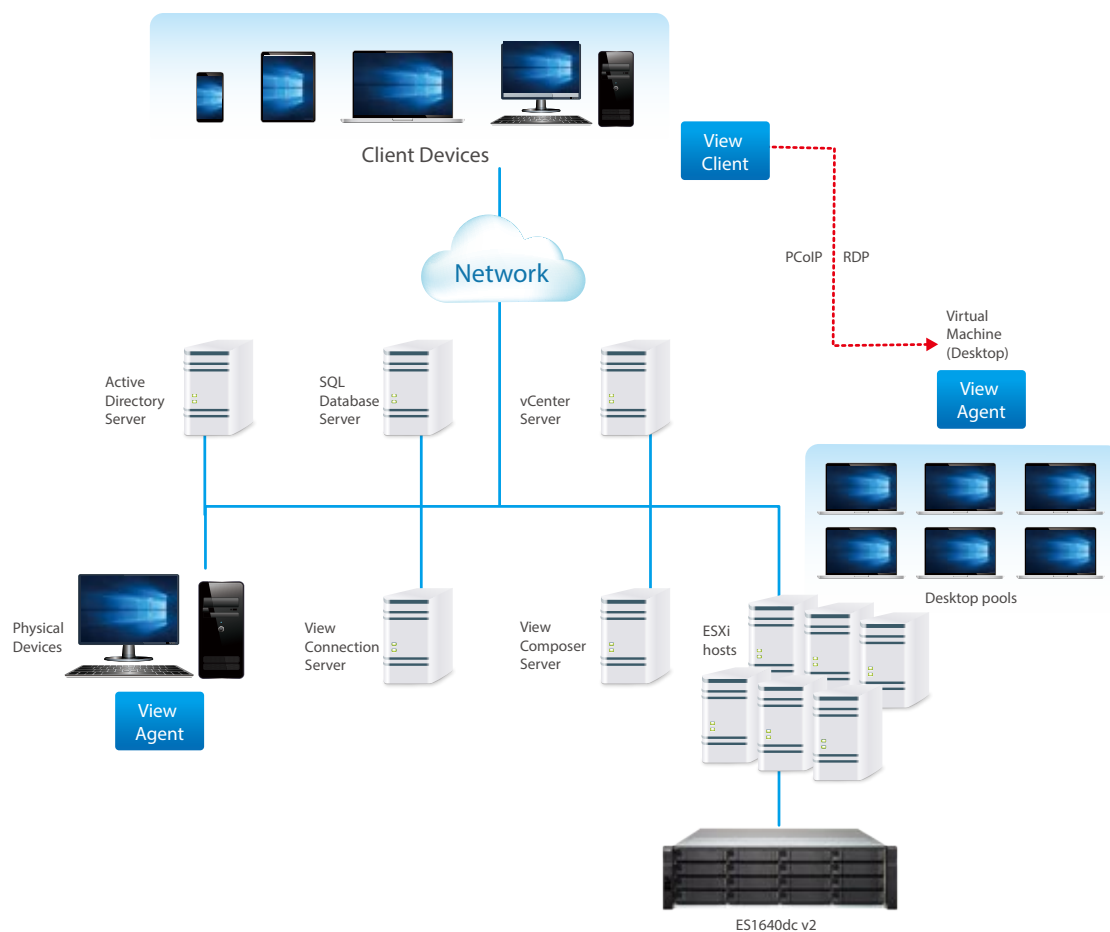 Client Devices
View
Client
Network
PCoIP
RDP
Virtual
Machine
(Desktop)
View
Agent
Active
Directory
Server
SQL
Database
Server
vCenter
Server
Desktop pools
Physical
Devices
View
Connection
Server
View
Composer
Server
ESXi
hosts
View
Agent
ES1640dc v2